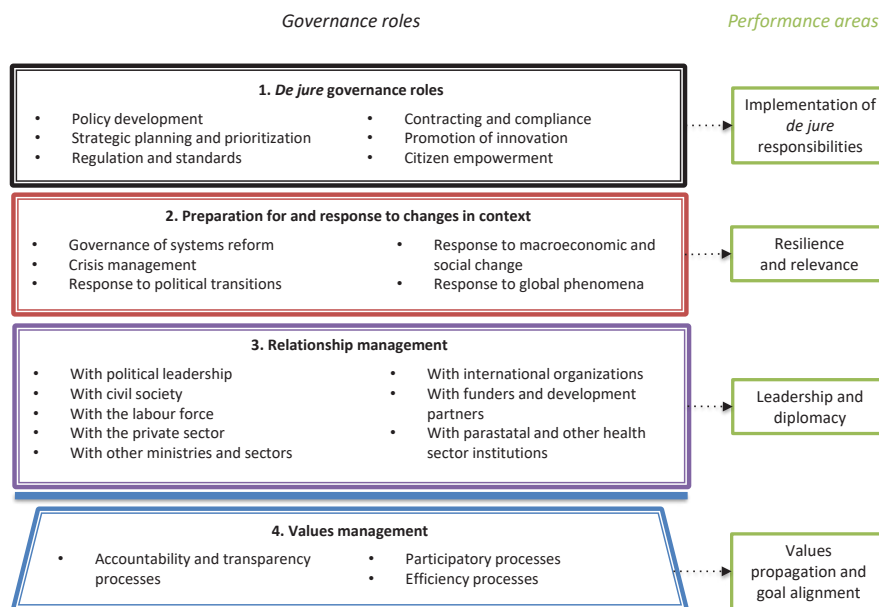 Governance roles
Performance areas
1. De jure governance roles
• Policy development
• Strategic planning and prioritization
• Regulation and standards
• Contracting and compliance
• Promotion of innovation
• Citizen empowerment
Implementation of
de jure
responsibilities
2. Preparation for and response to changes in context
• Governance of systems reform
• Crisis management
• Response to political transitions
• Response to macroeconomic and
social change
• Response to global phenomena
Resilience
and relevance
3. Relationship management
• With political leadership
• With civil society
• With the labour force
• With the private sector
• With other ministries and sectors
• With international organizations
• With funders and development
partners
• With parastatal and other health
sector institutions
Leadership and
diplomacy
4. Values management
• Accountability and transparency
processes
• Participatory processes
• Efficiency processes
Values
propagation and
goal alignment